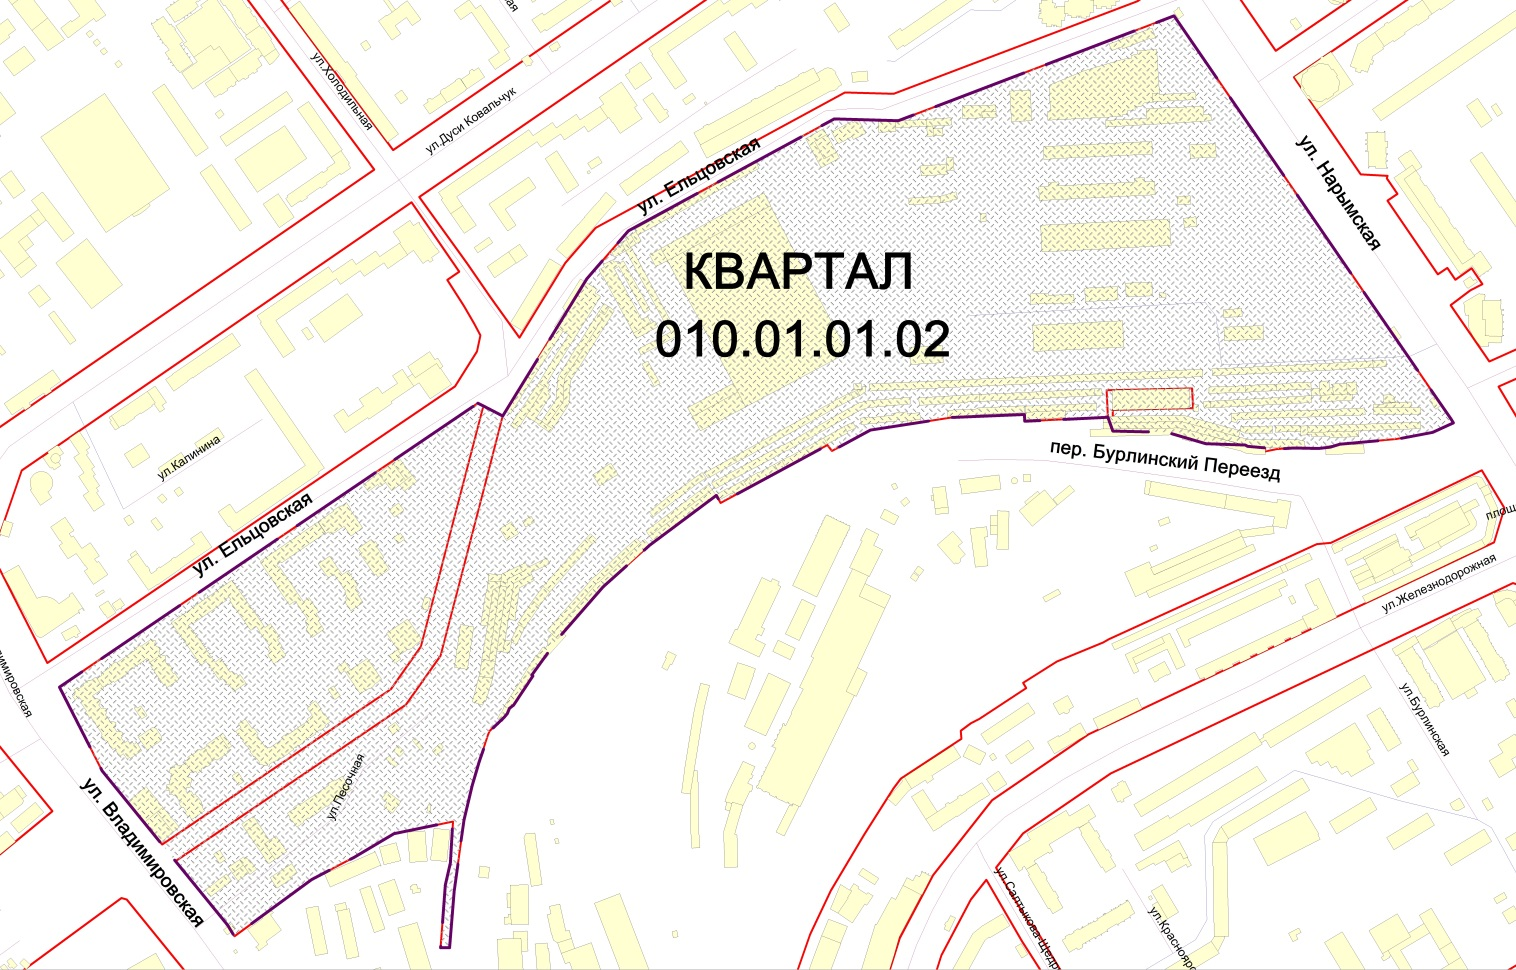 ул.Холодильная
ул.Дуси Ковальчук
ул. Ельцовская
ул. Нарымская
КВАРТАЛ
010.01.01.02
ул.Калинина
пер. Бурлинский Переезд
ул. Ельцовская
ул.Железнодорожная
ул.Бурлинская
ул.Песочная
ул. Владимировская